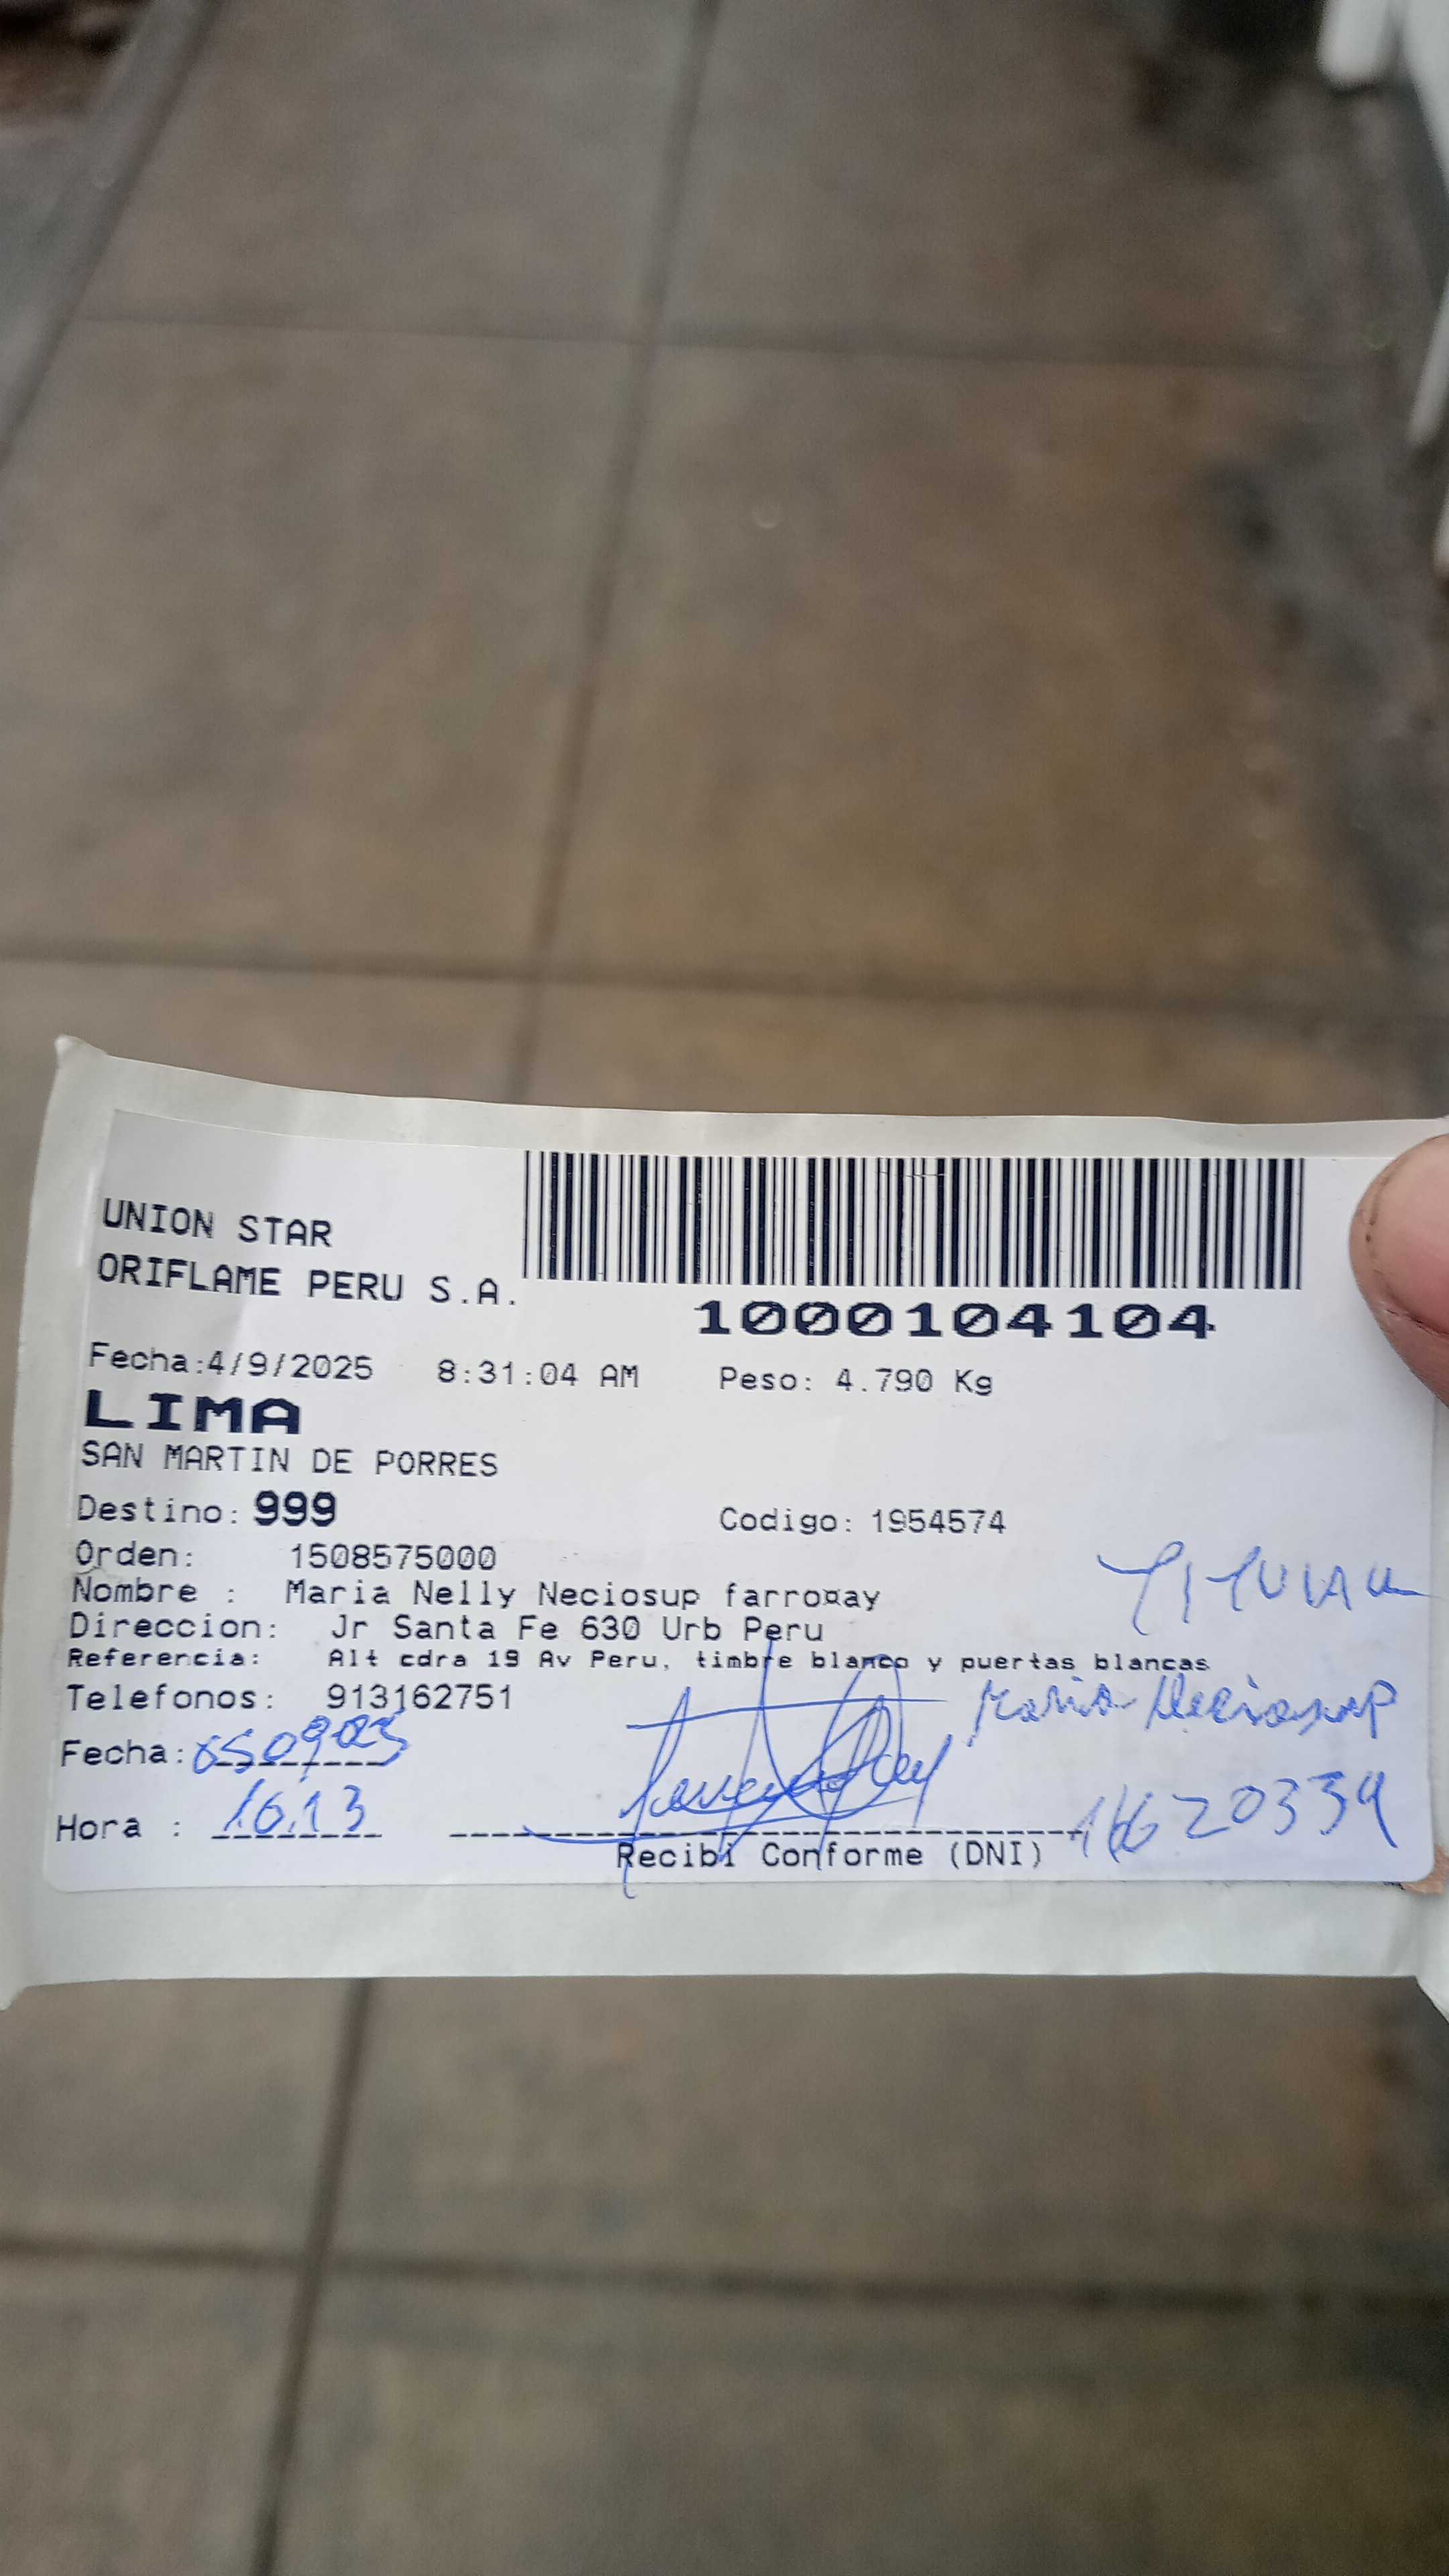 UNION STAR
ORIFLAME PERU S.A.
1000104104
Fecha:4/9/2025 8:31:04 AM Peso: 4.790 Kg
LIMA
SAN MARTIN DE PORRES
Destino: 999 Codigo: 1954574
Orden: 1508575000
Nombre : Maria Nelly Neciosup farroñay
Direccion: Jr Santa Fe 630 Urb Peru
Referencia: Alt cdra 19 Av Peru, timbre blanco y puertas blancas
Telefonos: 913162751
Maria Neciosup
Fecha:
Hora : 10.13
Recibi Conforme (DNI)